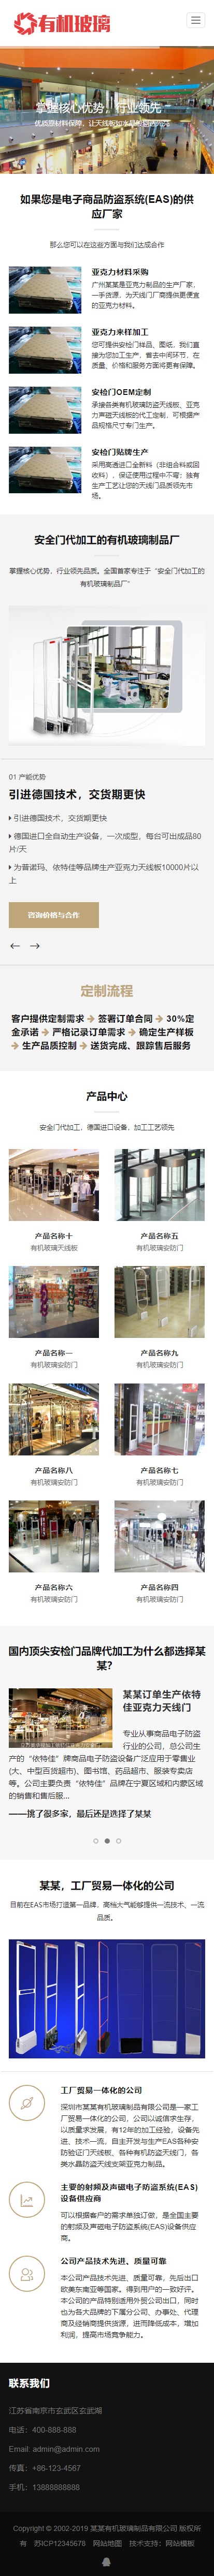 有机玻璃
掌握核心优势，行业领先
优质原材料保障，让天线板如水晶般自然纯洁
如果您是电子商品防盗系统(EAS)的供
应厂家
那么您可以在这些方面与我们达成合作
亚克力材料采购
广州某某是亚克力制品的生产厂家，
一手货源，为天线门厂商提供更便宜
的亚克力材料。
亚克力来样加工
您可提供安检门样品、图纸，我们直
接为您加工生产，省去中间环节，在
质量、价格和服务方面将更有保障。
安检门OEM定制
承接各类有机玻璃防盗天线板、亚克
力声磁天线板的代工定制，可根据产
品规格尺寸专门生产。
安检门贴牌生产
采用高透进口全新料（非组合料或回
收料），保证使用过程中不霉；独有
生产工艺让您的天线门品质领先市
场。
安全门代加工的有机玻璃制品厂
掌握核心优势，行业领先品质。全国首家专注于“安全门代加工的
有机玻璃制品厂”
01 产能优势
引进德国技术，交货期更快
引进德国技术，交货期更快
德国进口全自动生产设备，一次成型，每台可出成品80
片/天
为普诺玛、依特佳等品牌生产亚克力天线板10000片以
上
咨询价格与合作
定制流程
客户提供定制需求 签署订单合同 30%定
金承诺 严格记录订单需求 确定生产样板
生产品质控制 送货完成、跟踪售后服务
产品中心
安全门代加工，德国进口设备，加工工艺领先
产品名称十
有机玻璃天线板
产品名称五
有机玻璃安防门
产品名称一
有机玻璃安防门
产品名称九
有机玻璃安防门
产品名称八
有机玻璃安防门
产品名称七
有机玻璃安防门
产品名称六
有机玻璃安防门
产品名称四
有机玻璃安防门
国内顶尖安检门品牌代加工为什么都选择某
某?
某某订单生产依特
佳亚克力天线门
专业从事商品电子防盗
行业的公司，总公司生
产的“依特佳”牌商品电子防盗设备广泛应用于零售业
(大、中型百货超市)、图书馆、药品超市、服装专卖店
等。公司主要负责“依特佳”品牌在宁夏区域和内蒙区域
的销售和售后服...
——挑了很多家，最后还是选择了某某
某某，工厂贸易一体化的公司
目前在EAS市场打造第一品牌，高档大气能够提供一流技术、一流
品质。
工厂贸易一体化的公司
深圳市某某有机玻璃制品有限公司是一家工
厂贸易一体化的公司，公司以诚信求生存，
以质量求发展，有12年的加工经验，设备先
进、技术一流，自主开发与生产EAS各种安
防验证门天线板、各种有机防盗天线门，各
类水晶防盗天线支架亚克力制品。
主要的射频及声磁电子防盗系统(EAS)
设备供应商
可以根据客户的需求单独订做，是全国主要
的射频及声磁电子防盗系统(EAS)设备供应
商。
公司产品技术先进、质量可靠
本公司产品技术先进、质量可靠，先后出口
欧美东南亚等国家。得到用户的一致好评。
本公司的产品特别适用外贸公司出口，同时
也为各大品牌的下属分公司、办事处、代理
商及经销商提供货源，进而降低成本，增加
利润，提高市场竞争能力。
联系我们
江苏省南京市玄武区玄武湖
电话：400-888-888
Email: admin@admin.com
传真：+86-123-4567
手机：13888888888
Copyright © 2002-2019 某某有机玻璃制品有限公司 版权所
有 苏ICP12345678 网站地图 技术支持：网站模板